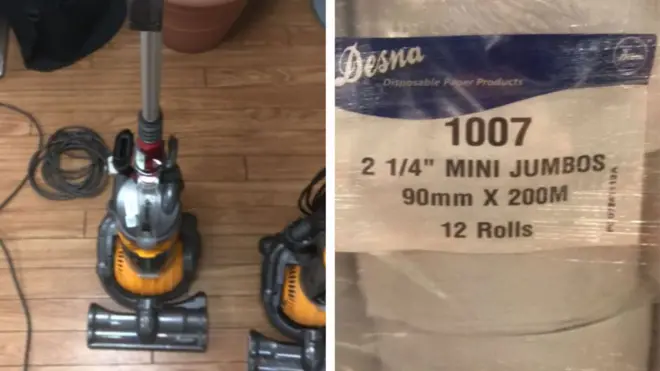 Desna
Disposable Paper Products
1007
2 1/4" MINI JUMBOS
90mm X 200M
12 Rolls